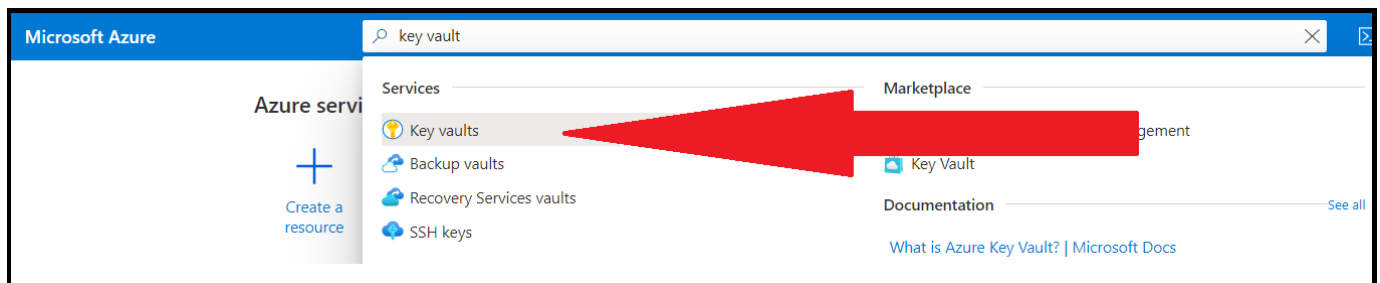 Microsoft Azure
key vault
Azure servi
Create a
resource
Services
Key vaults
Backup vaults
Recovery Services vaults
SSH keys
Marketplace
gement
Key Vault
Documentation
See all
What is Azure Key Vault? | Microsoft Docs